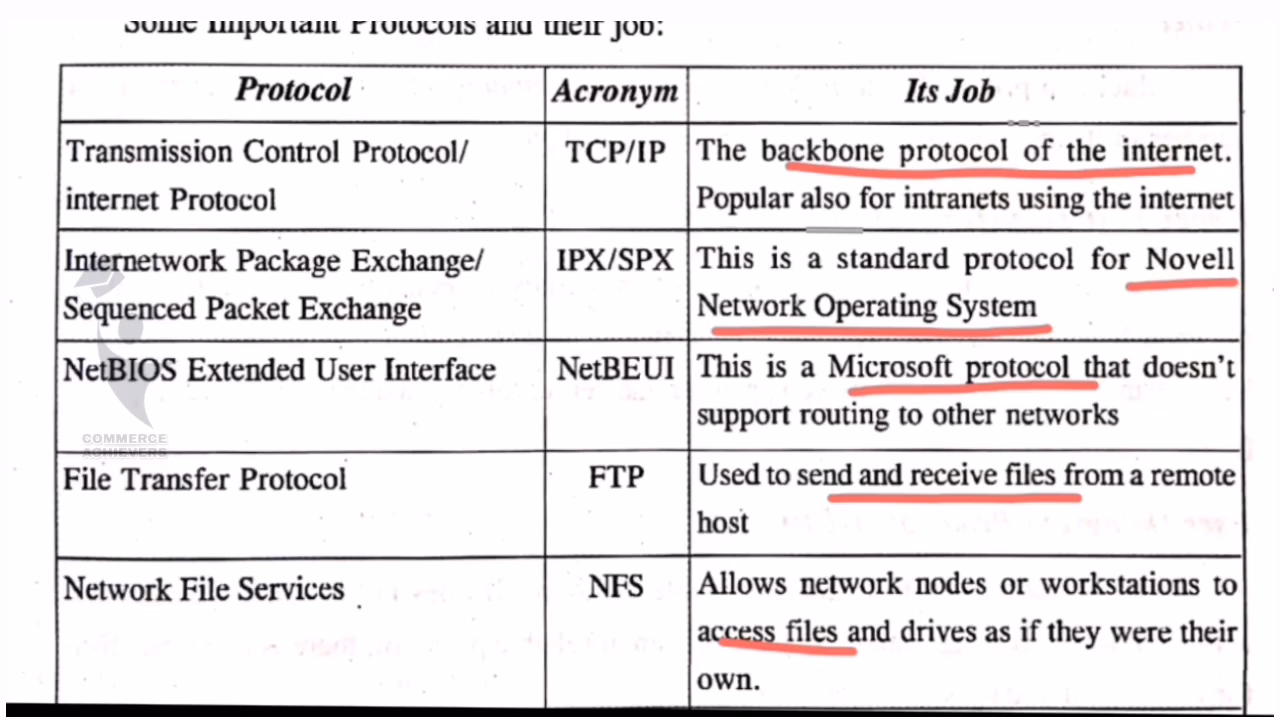 Some Important Protocols and their job:
Protocol Acronym Its Job
Transmission Control Protocol/ TCP/IP The backbone protocol of the internet.
internet Protocol Popular also for intranets using the internet
Internetwork Package Exchange/ IPX/SPX This is a standard protocol for Novell
Sequenced Packet Exchange Network Operating System
NetBIOS Extended User Interface NetBEUI This is a Microsoft protocol that doesn't
support routing to other networks
COMMERCE
ACHIEVERS
File Transfer Protocol FTP Used to send and receive files from a remote
host
Network File Services NFS Allows network nodes or workstations to
access files and drives as if they were their
own.